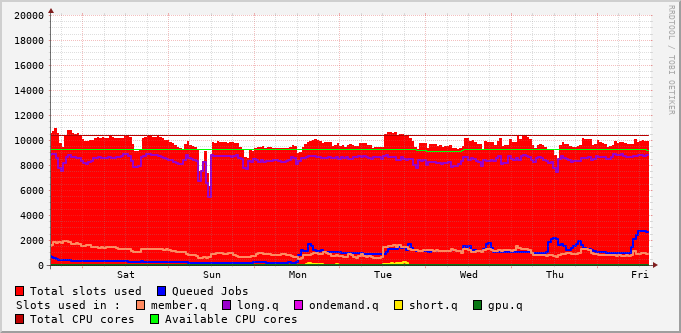 20000
18000
16000
14000
12000
10000
8000
6000
4000
2000
0
Sat Sun Mon Tue Wed Thu Fri
Total slots used Queued Jobs
Slots used in : member.q long.q ondemand.q short.q gpu.q
Total CPU cores Available CPU cores
RRDTOOL / TOBI OETIKER